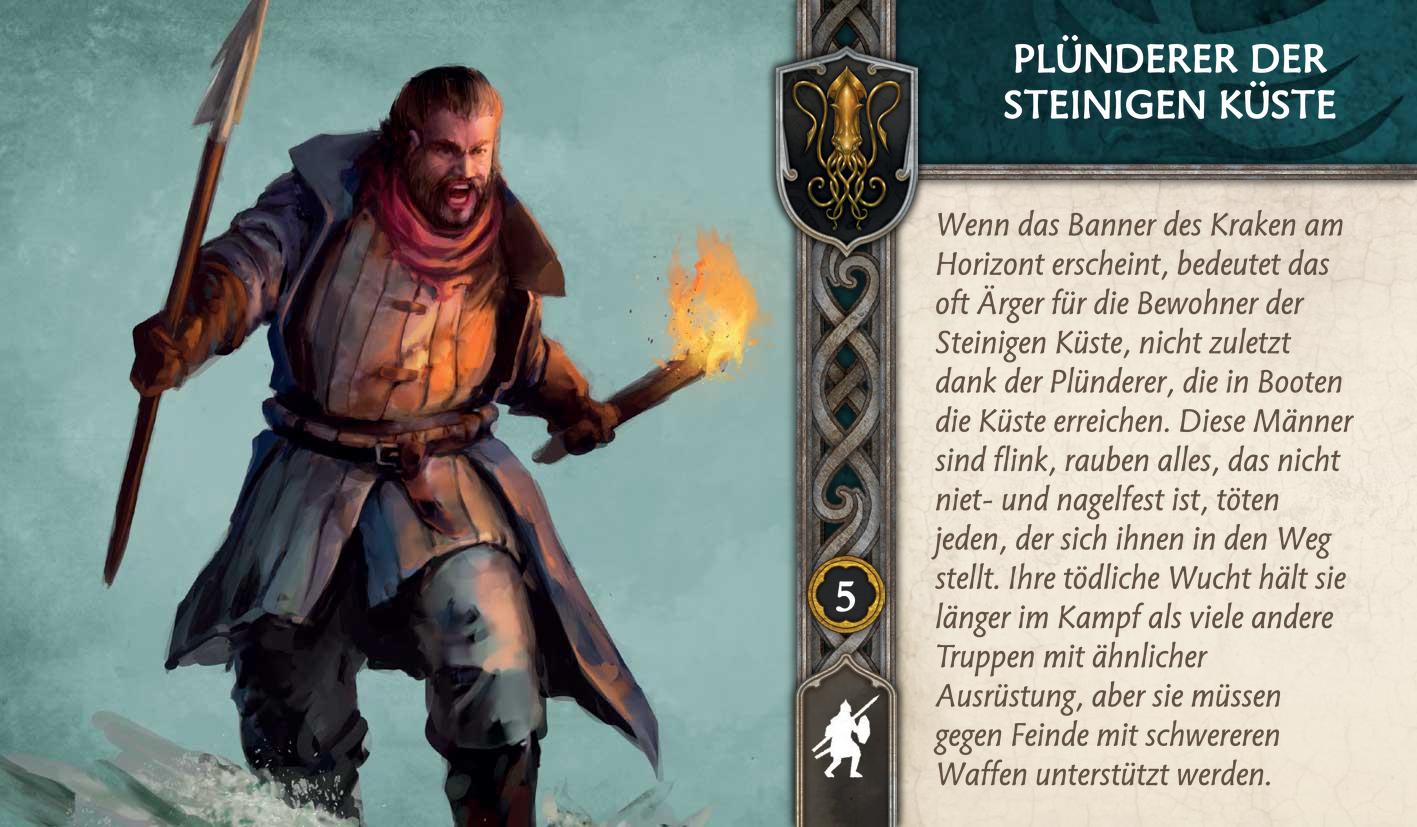 PLÜNDERER DER
STEINIGEN KÜSTE
Wenn das Banner des Kraken am
Horizont erscheint, bedeutet das
oft Ärger für die Bewohner der
Steinigen Küste, nicht zuletzt
dank der Plünderer, die in Booten
die Küste erreichen. Diese Männer
sind flink, rauben alles, das nicht
niet- und nagelfest ist, töten
jeden, der sich ihnen in den Weg
stellt. Ihre tödliche Wucht hält sie
länger im Kampf als viele andere
Truppen mit ähnlicher
Ausrüstung, aber sie müssen
gegen Feinde mit schwereren
Waffen unterstützt werden.
5